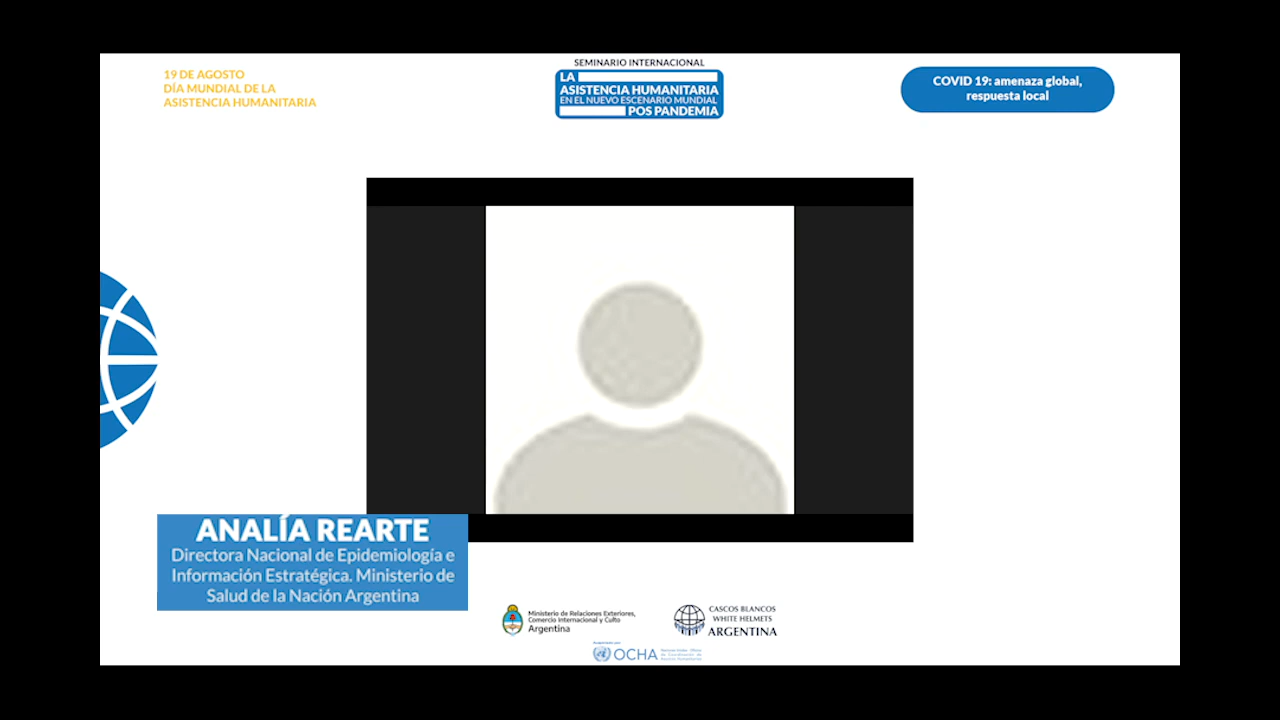 19 DE AGOSTO
DÍA MUNDIAL DE LA
ASISTENCIA HUMANITARIA
SEMINARIO INTERNACIONAL
LA
ASISTENCIA HUMANITARIA
EN EL NUEVO ESCENARIO MUNDIAL
POS PANDEMIA
COVID 19: amenaza global,
respuesta local
ANALÍA REARTE
Directora Nacional de Epidemiología e
Información Estratégica. Ministerio de
Salud de la Nación Argentina
Ministerio de Relaciones Exteriores,
Comercio Internacional y Culto
Argentina
CASCOS BLANCOS
WHITE HELMETS
ARGENTINA
OCHA